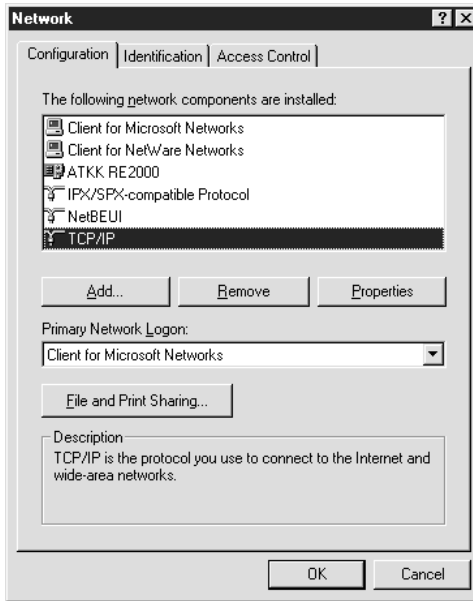 Network
? X
Configuration Identification Access Control
The following network components are installed:
Client for Microsoft Networks
Client for NetWare Networks
ATKK RE2000
IPX/SPX-compatible Protocol
NetBEUI
TCP/IP
Add... Remove Properties
Primary Network Logon:
Client for Microsoft Networks
File and Print Sharing...
Description
TCP/IP is the protocol you use to connect to the Internet and
wide-area networks.
OK Cancel